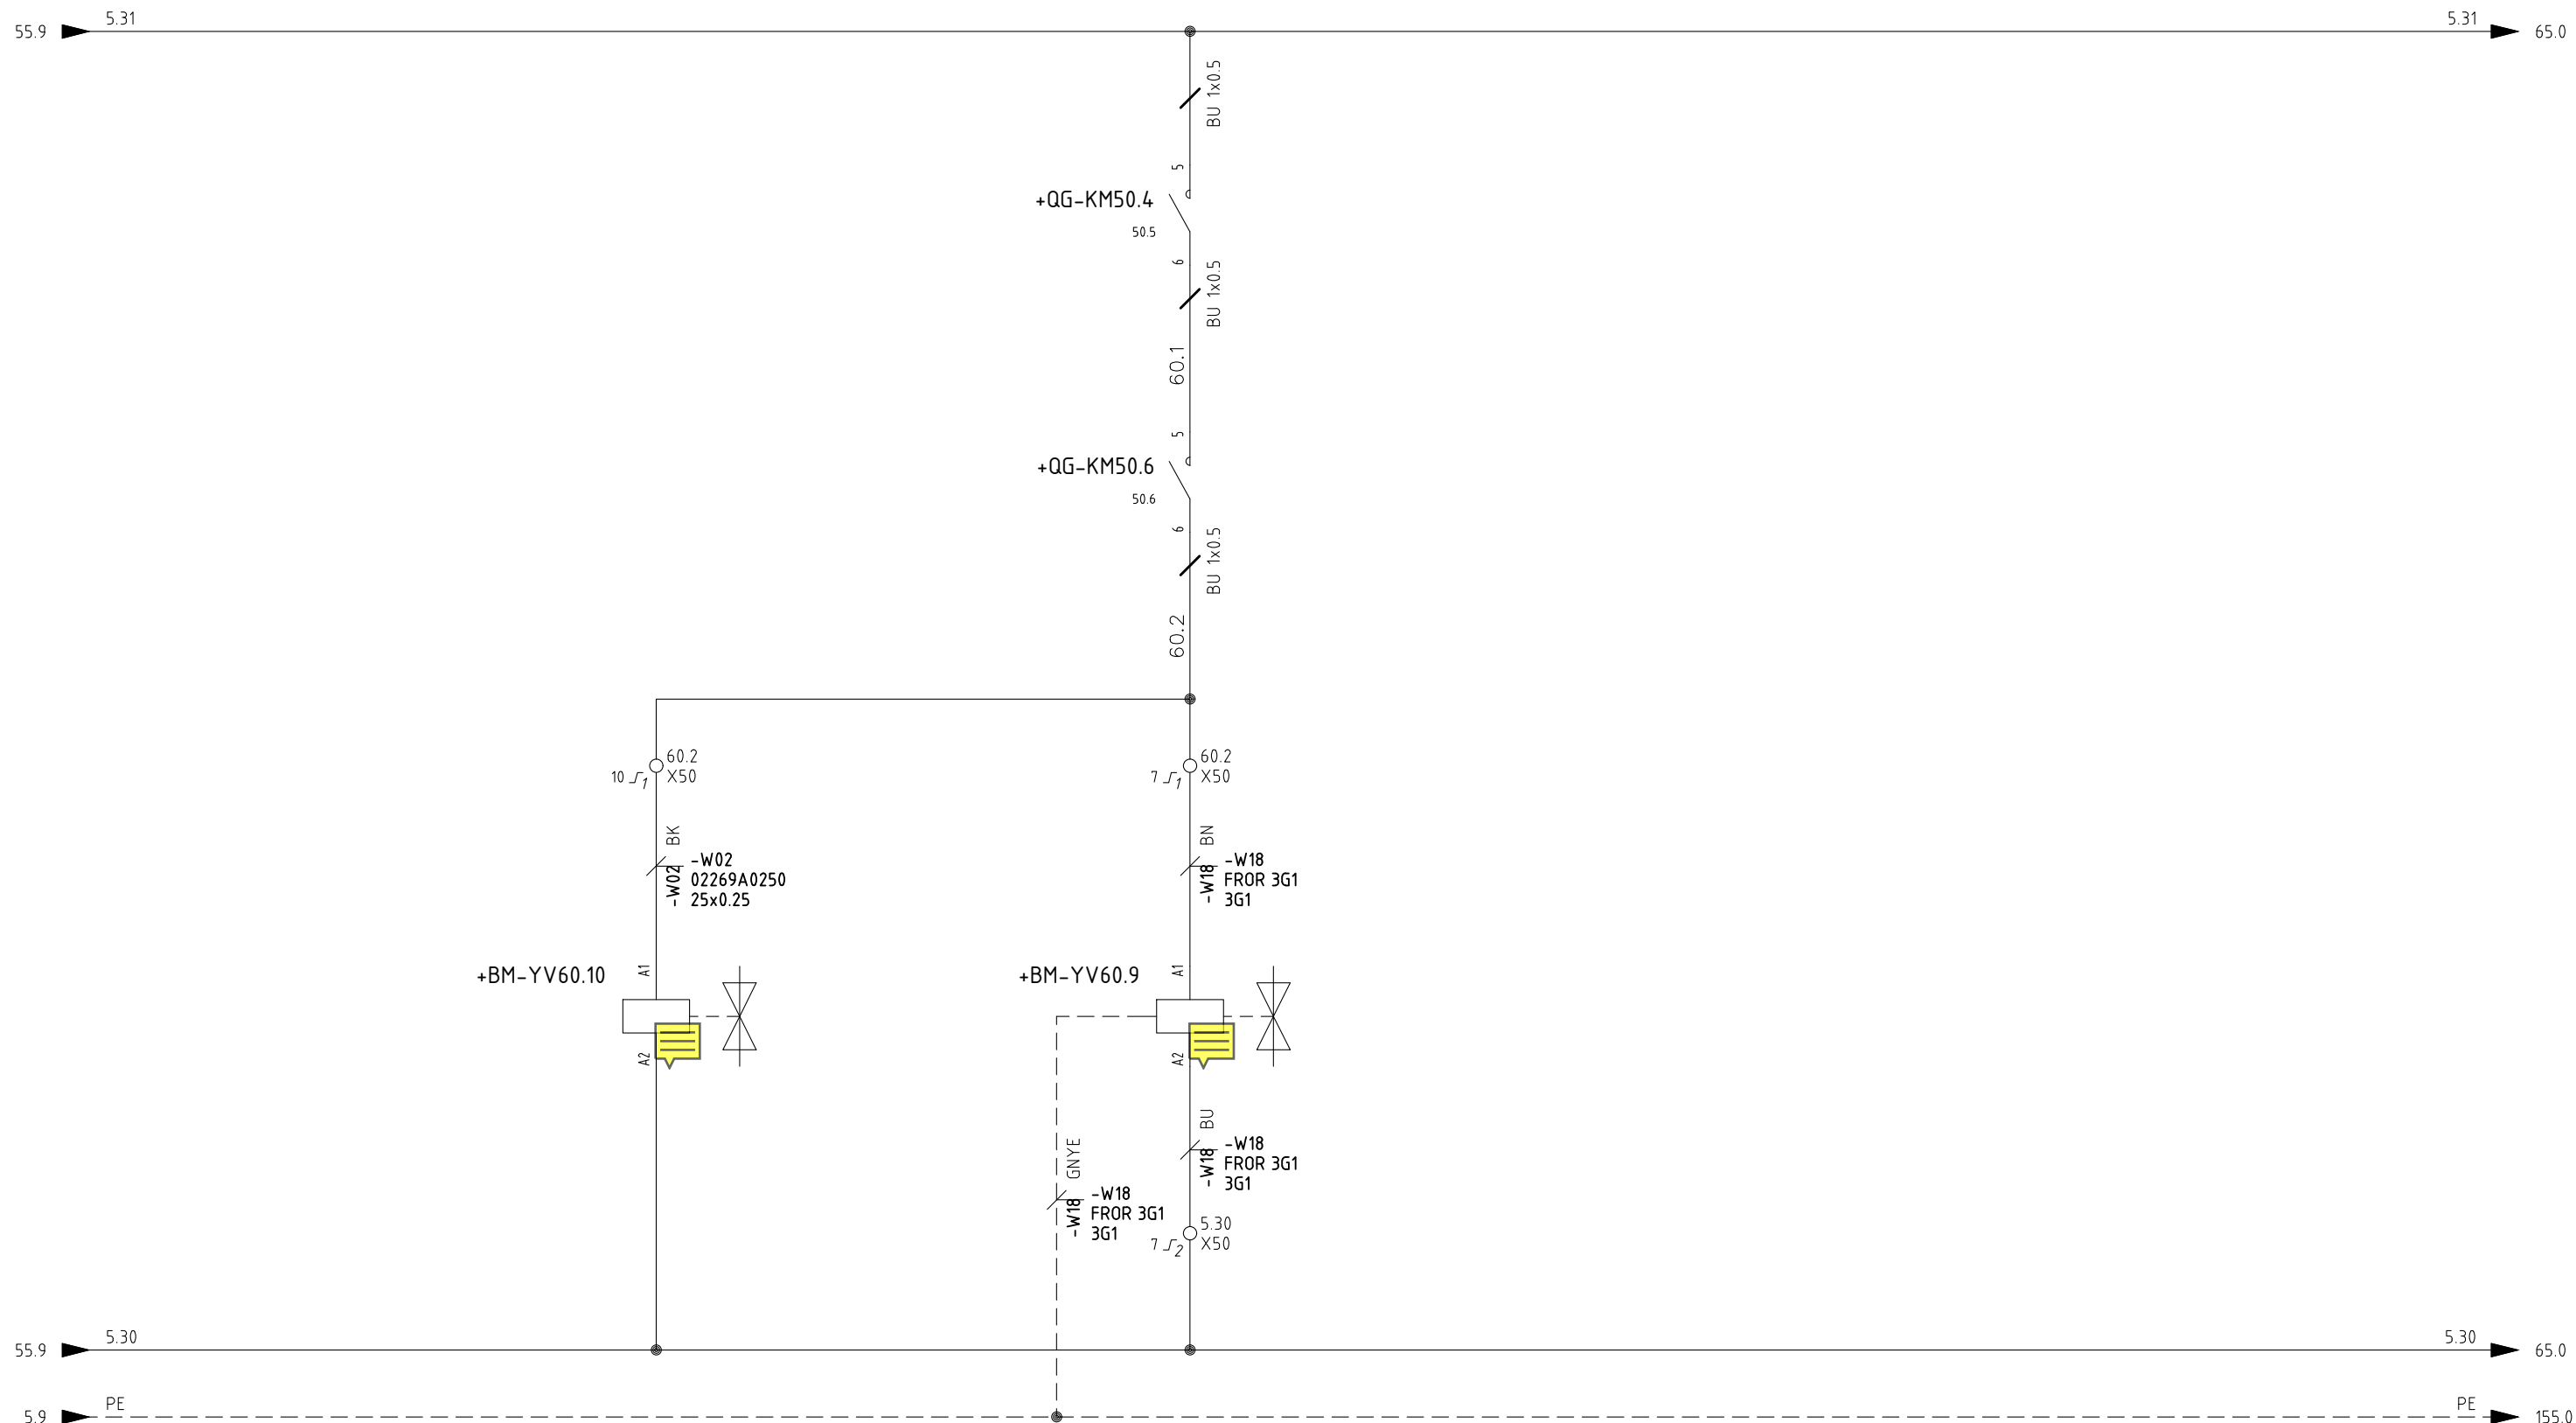 5.31
5.31
55.9
65.0
BU 1x0.5
5
+QG-KM50.4
50.5
6
BU 1x0.5
60.1
5
+QG-KM50.6
50.6
6
BU 1x0.5
60.2
60.2
10 1 X50
60.2
7 1 X50
BK
-W02
-W02
02269A0250
25x0.25
BN
-W18
-W18
FROR 3G1
3G1
+BM-YV60.10
A1
A2
+BM-YV60.9
A1
A2
BU
-W18
-W18
FROR 3G1
3G1
GNYE
-W18
-W18
FROR 3G1
3G1
5.30
7 2 X50
5.30
5.30
55.9
65.0
PE
PE
5.9
155.0